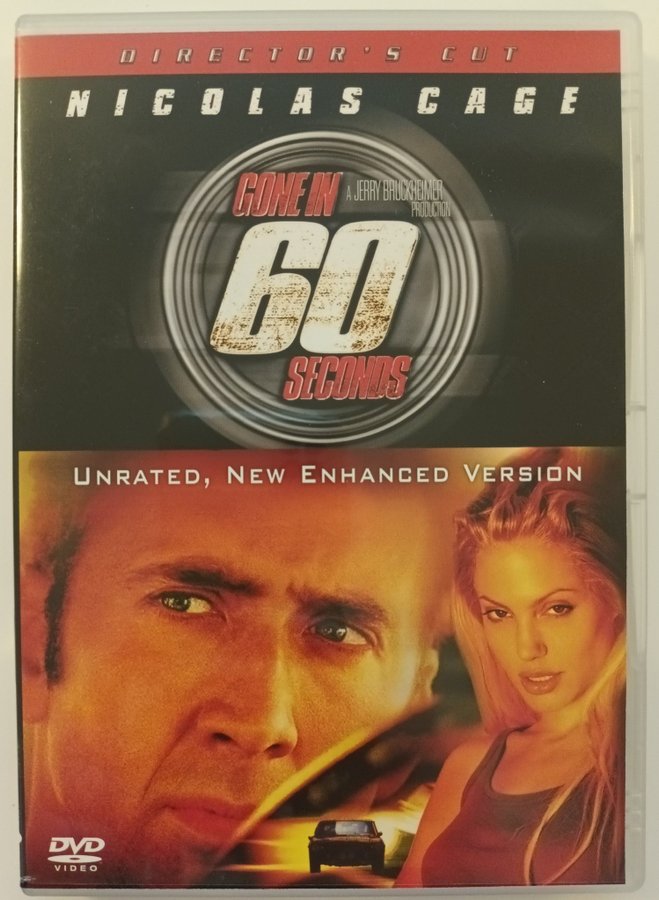 DIRECTOR'S CUT
NICOLAS CAGE
GONE IN
A JERRY BRUCKHEIMER
PRODUCTION
60
SECONDS
UNRATED, NEW ENHANCED VERSION
DVD
VIDEO